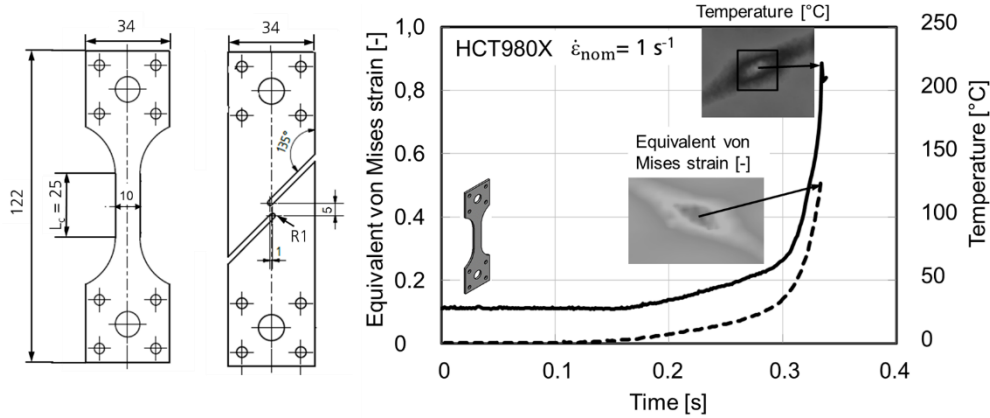 34
122
L_c = 25
10
34
135°
5
R1
1
Temperature [°C]
HCT980X ε̇nom= 1 s-1
Equivalent von
Mises strain [-]
Equivalent von Mises strain [-]
1,0
0,8
0.6
0.4
0.2
0
0
0.1
0.2
0.3
0.4
Time [s]
250
200
150
100
50
0
Temperature [°C]